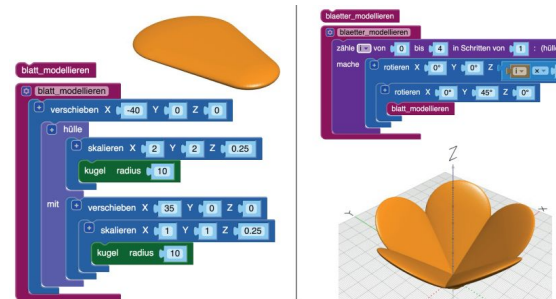 blatt_modellieren
blatt_modellieren
verschieben X -40 Y 0 Z 0
hülle
skalieren X 2 Y 2 Z 0.25
kugel radius 10
mit verschieben X 35 Y 0 Z 0
skalieren X 1 Y 1 Z 0.25
kugel radius 10
blaetter_modellieren
blaetter_modellieren
zähle i von 0 bis 4 in Schritten von 1 : (hüll
mache rotieren X 0° Y 0° Z i ×
rotieren X 0° Y 45° Z 0°
blatt_modellieren
Z
Y X